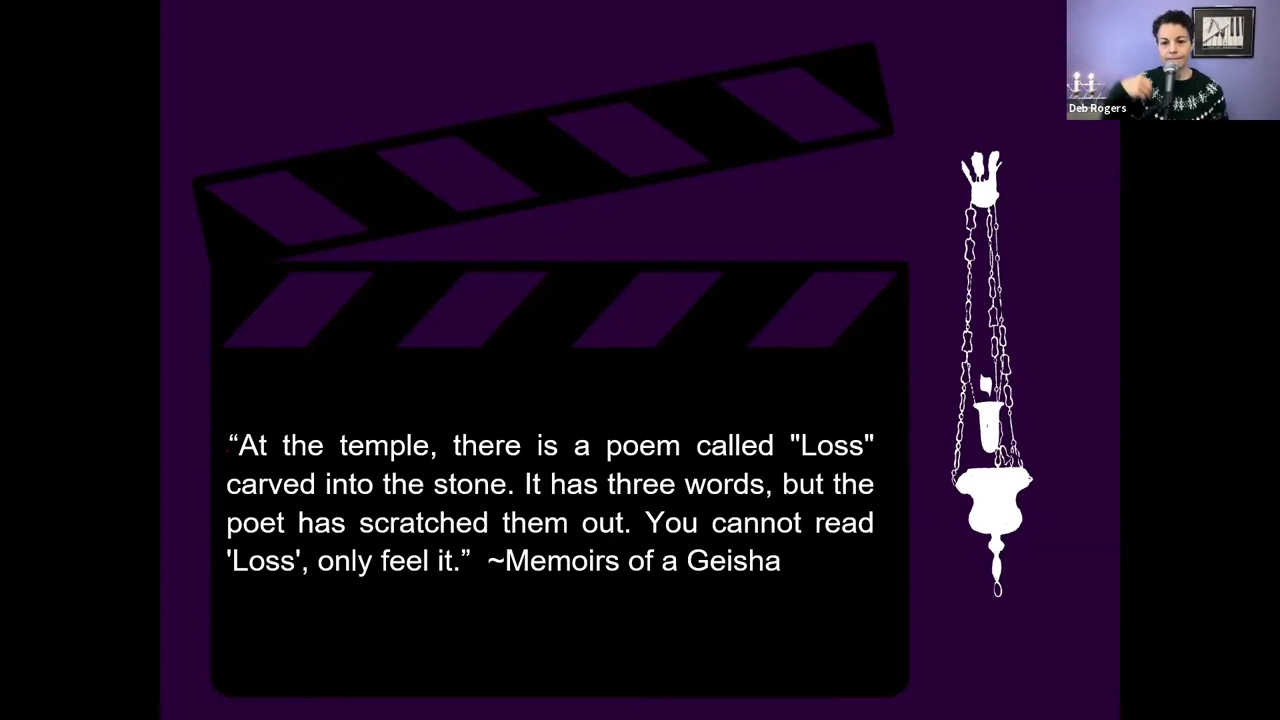 Deb Rogers
“At the temple, there is a poem called "Loss"
carved into the stone. It has three words, but the
poet has scratched them out. You cannot read
'Loss', only feel it.” ~Memoirs of a Geisha